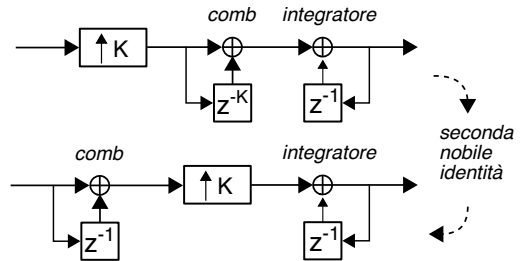 comb integratore
↑ K
z-K z-1
seconda
nobile
identità
comb integratore
↑ K
z-1 z-1